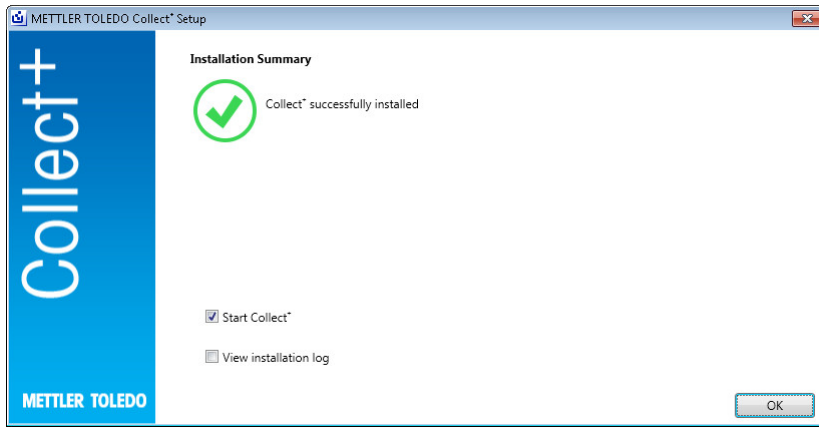 METTLER TOLEDO Collect⁺ Setup
Collect+
Installation Summary
Collect⁺ successfully installed
Start Collect⁺
View installation log
METTLER TOLEDO
OK